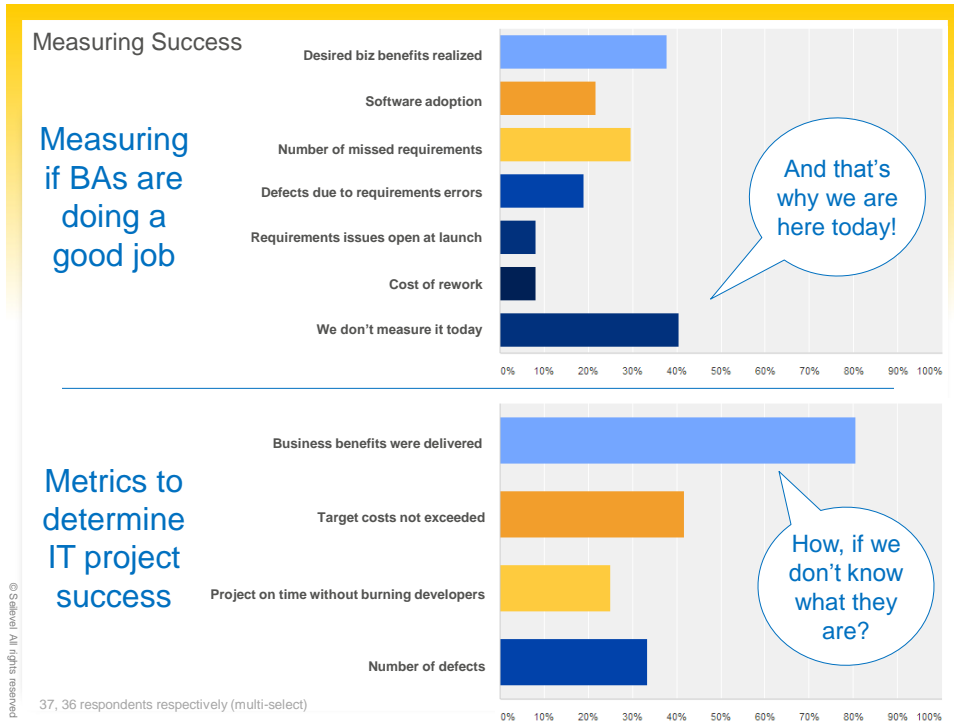 Measuring Success
Measuring
if BAs are
doing a
good job
Desired biz benefits realized
Software adoption
Number of missed requirements
Defects due to requirements errors
Requirements issues open at launch
Cost of rework
We don’t measure it today
And that’s
why we are
here today!
0% 10% 20% 30% 40% 50% 60% 70% 80% 90% 100%
Metrics to
determine
IT project
success
Business benefits were delivered
Target costs not exceeded
Project on time without burning developers
Number of defects
How, if we
don’t know
what they
are?
0% 10% 20% 30% 40% 50% 60% 70% 80% 90% 100%
37, 36 respondents respectively (multi-select)
© Seilevel All rights reserved